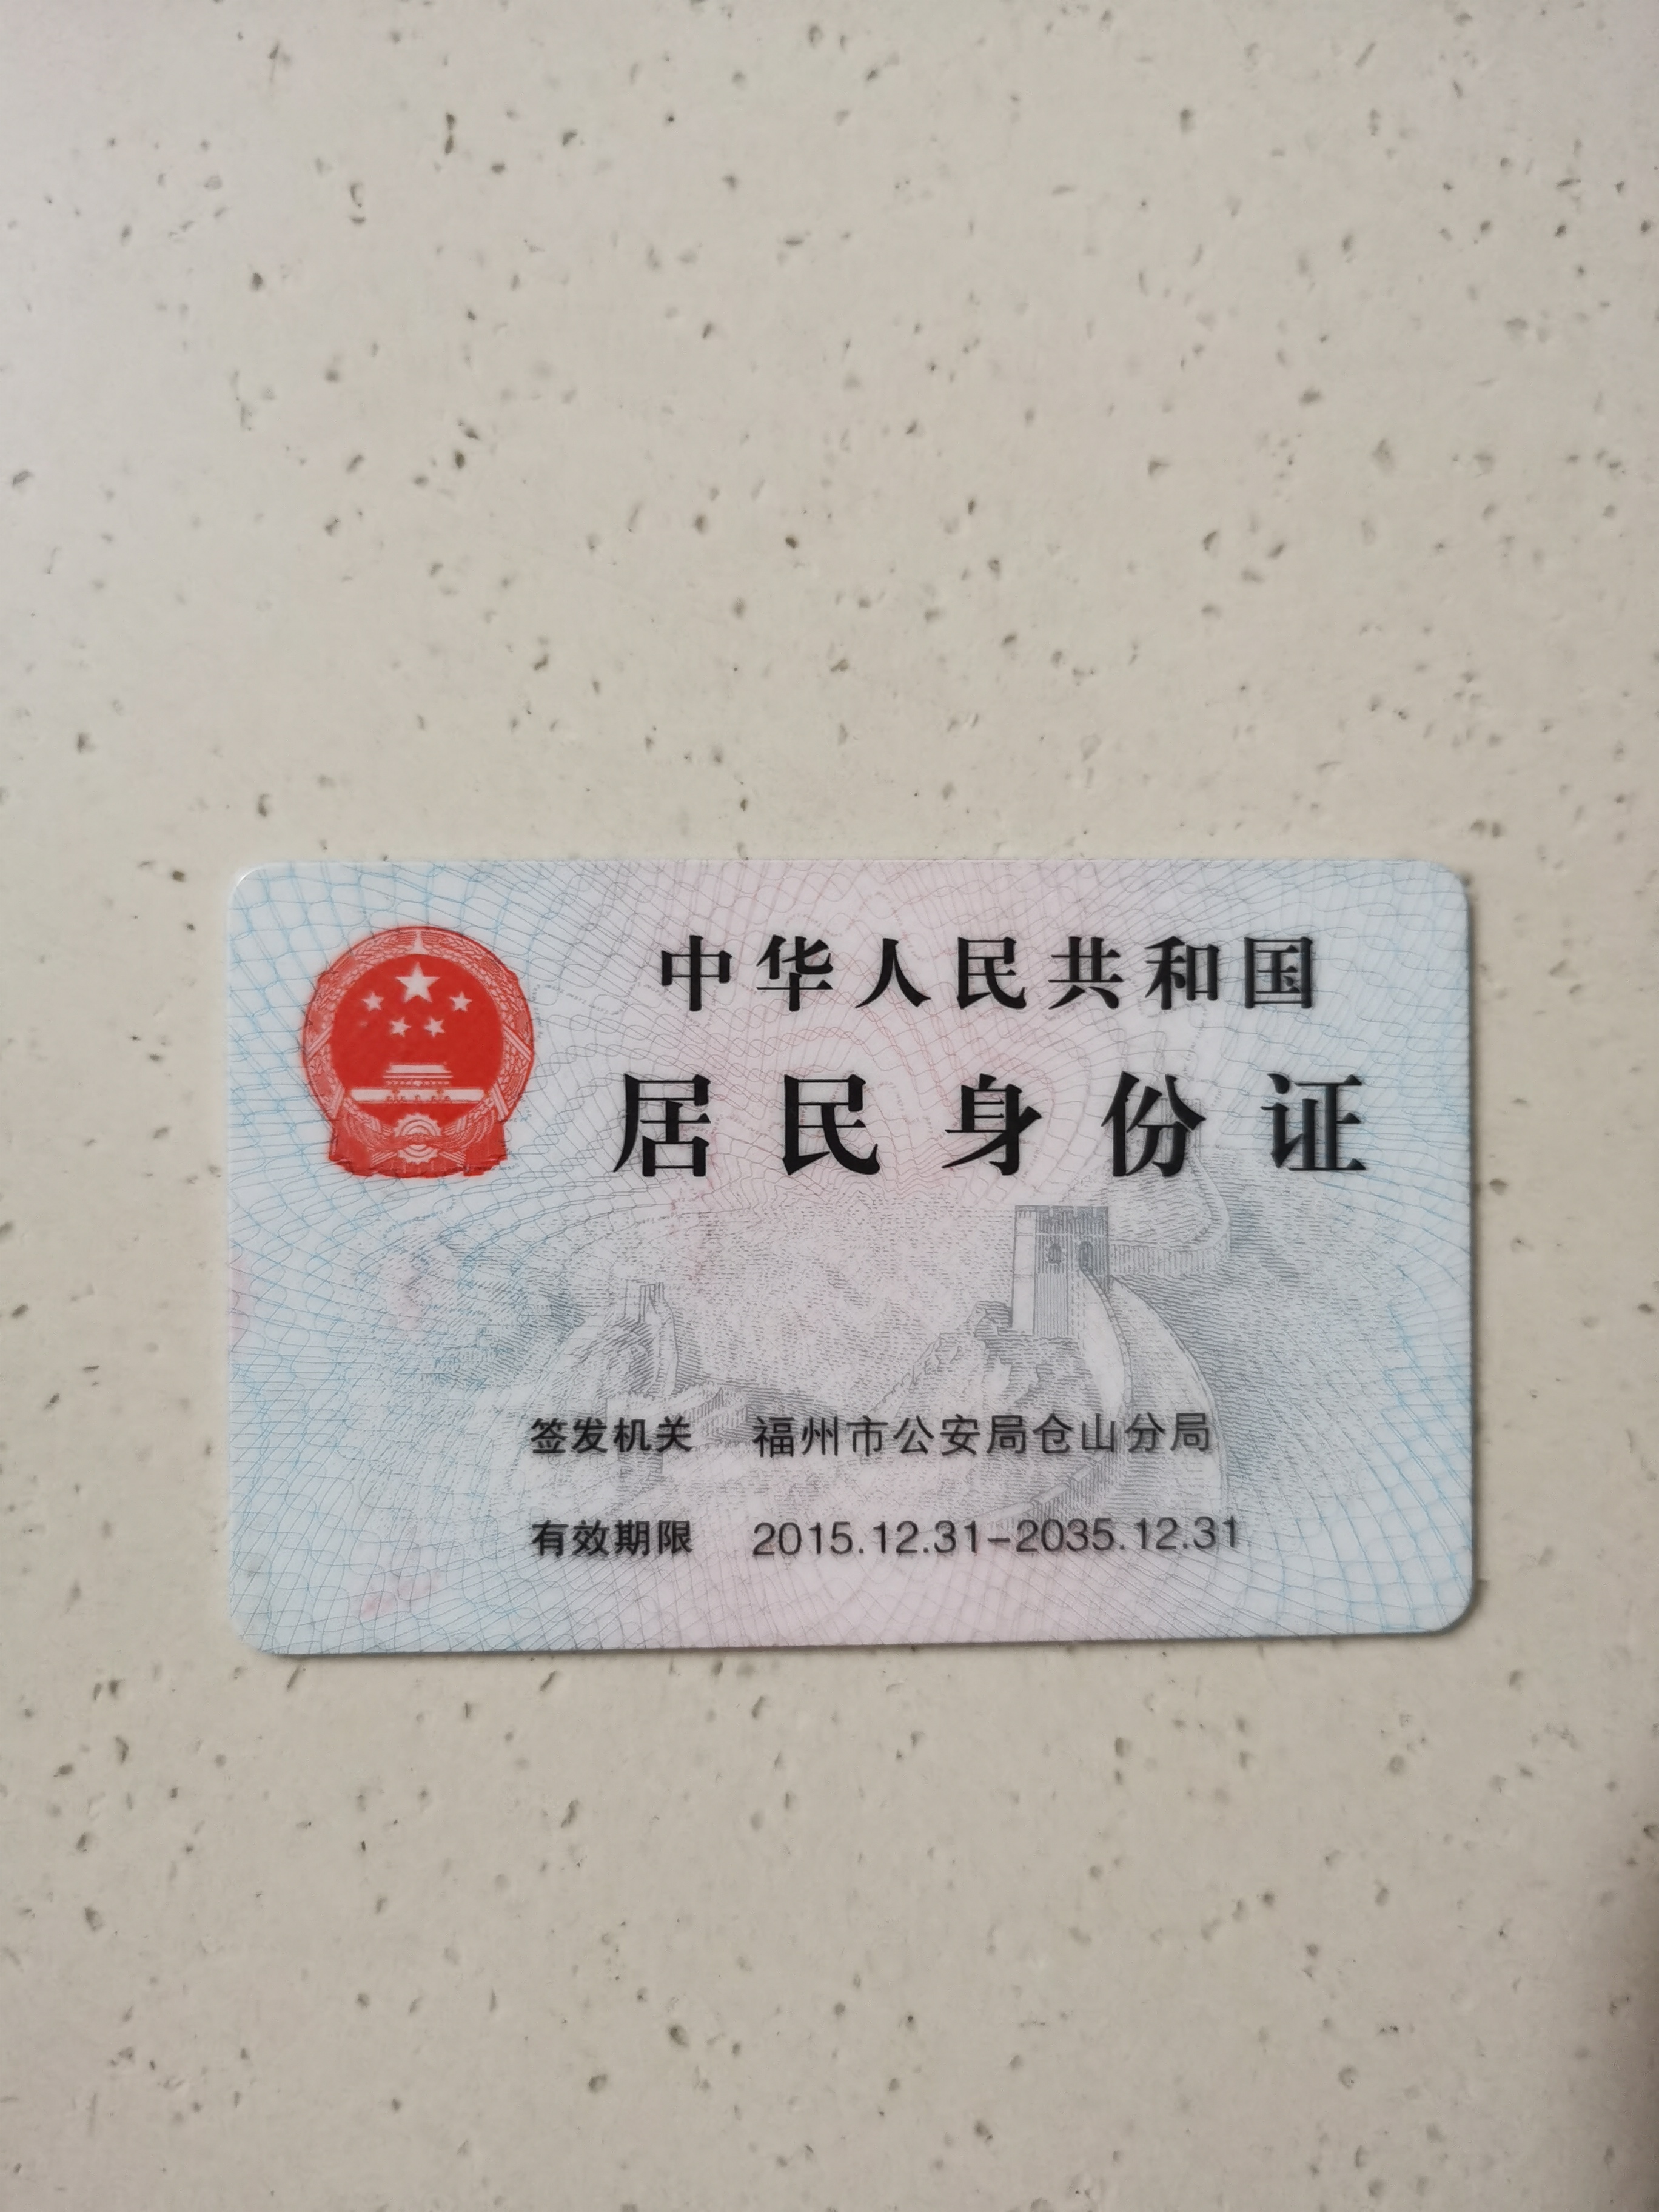 中华人民共和国
居民身份证
签发机关 福州市公安局仓山分局
有效期限 2015.12.31-2035.12.31